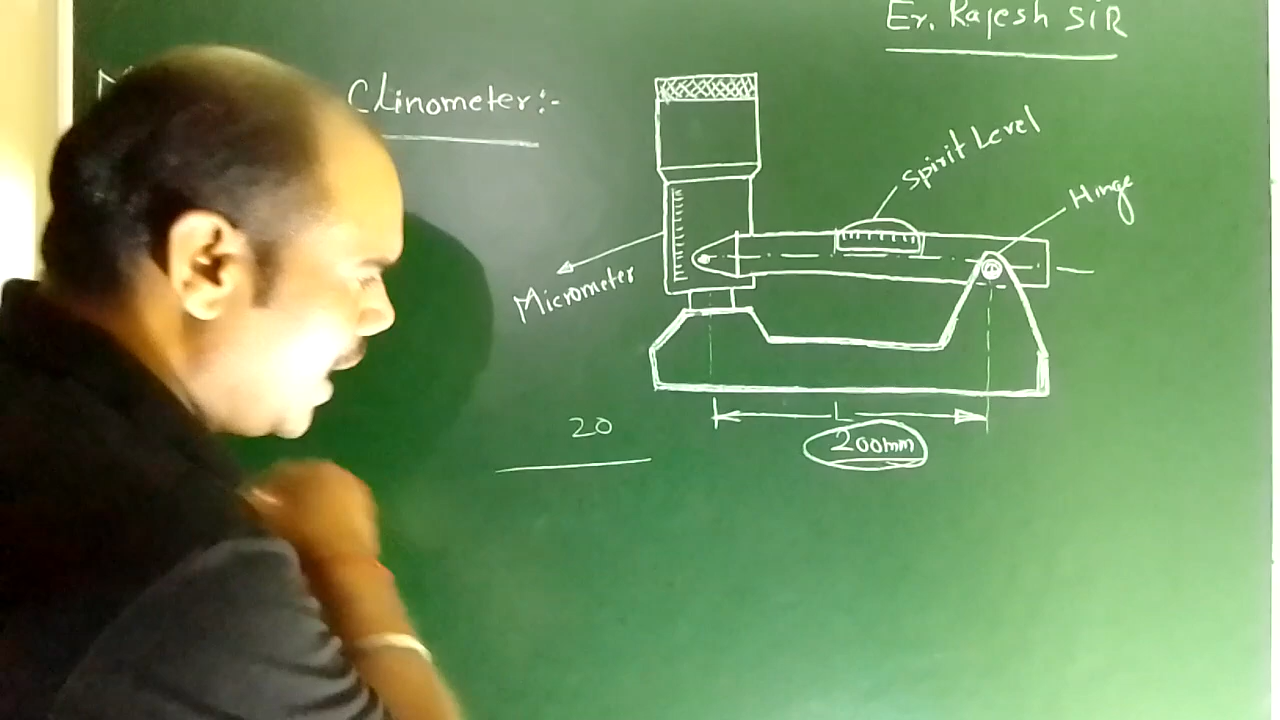 Er. Rajesh SiR
Clinometer:-
Spirit Level
Hinge
Micrometer
L
200mm
20